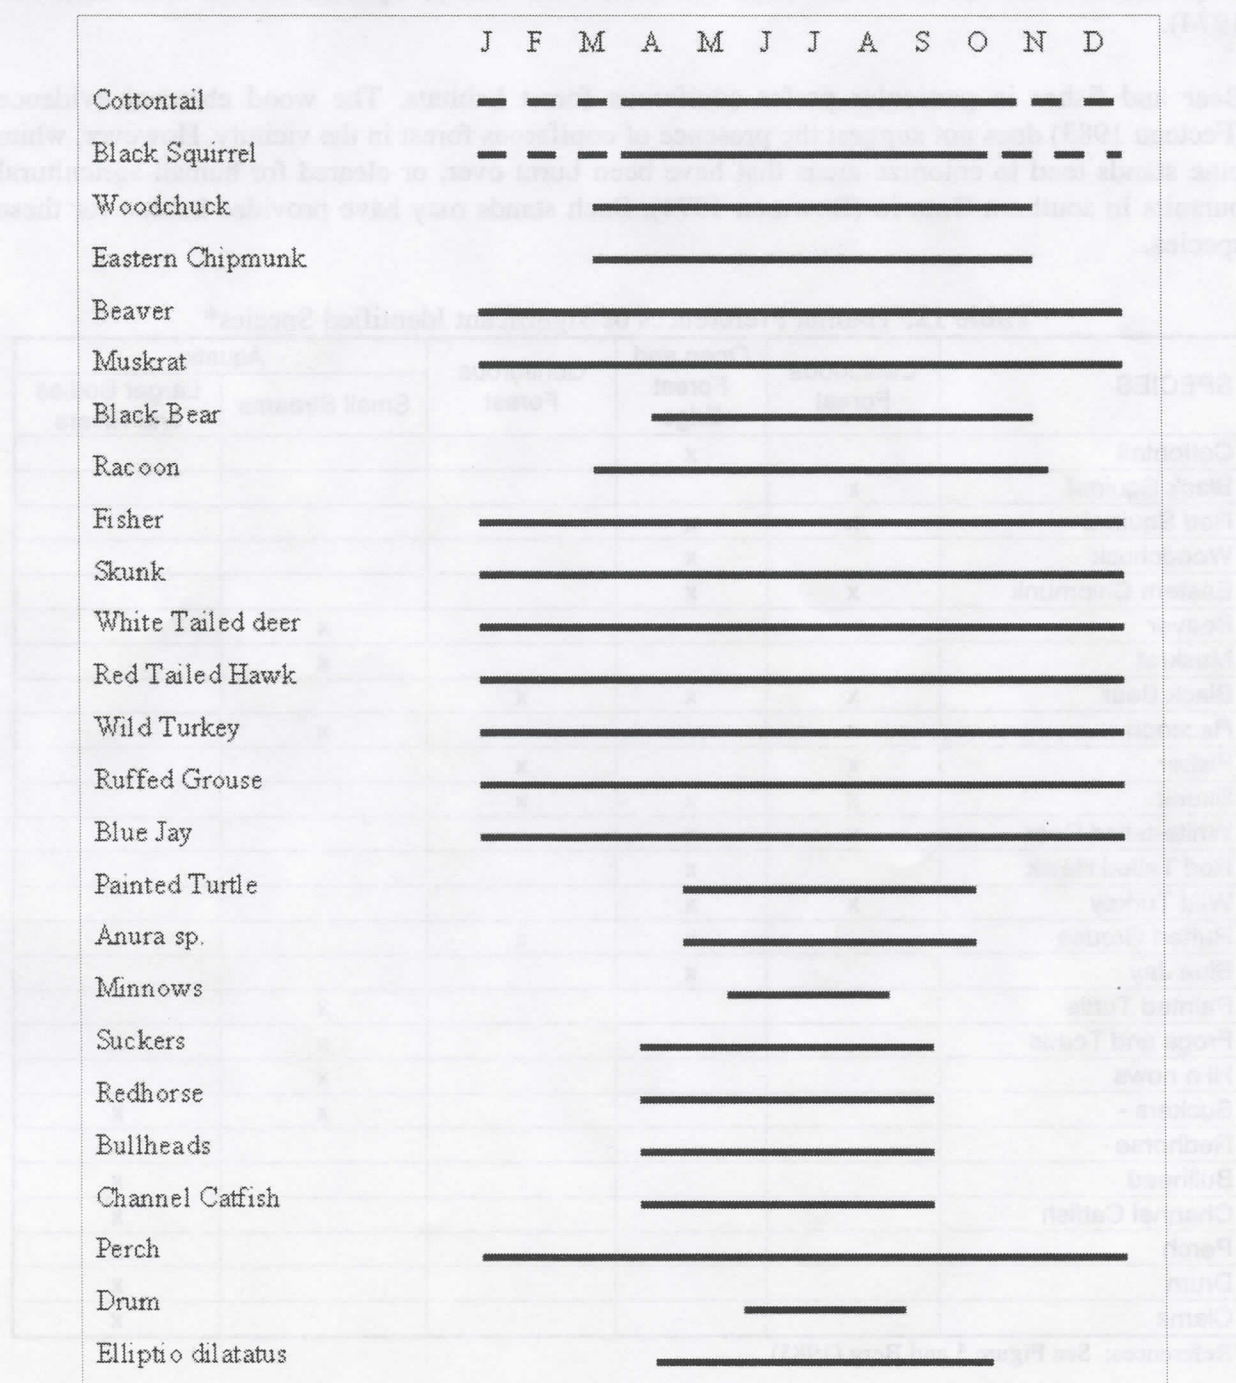 J F M A M J J A S O N D
Cottontail
Black Squirrel
Woodchuck
Eastern Chipmunk
Beaver
Muskrat
Black Bear
Racoon
Fisher
Skunk
White Tailed deer
Red Tailed Hawk
Wild Turkey
Ruffed Grouse
Blue Jay
Painted Turtle
Anura sp.
Minnows
Suckers
Redhorse
Bullheads
Channel Catfish
Perch
Drum
Elliptio dilatatus